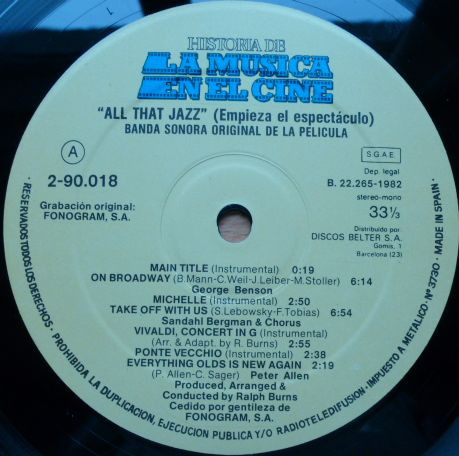 HISTORIA DE
LA MUSICA
EN EL CINE
"ALL THAT JAZZ" (Empieza el espectáculo)
BANDA SONORA ORIGINAL DE LA PELICULA
A
S.G.A.E.
2-90.018
Dep. legal
B. 22.265-1982
stereo-mono
33⅓
Grabación original:
FONOGRAM, S.A.
Distribuido por:
DISCOS BELTER S.A.
Gomis, 1
Barcelona (23)
MAIN TITLE (Instrumental) 0:19
ON BROADWAY (B.Mann-C.Weil-J.Leiber-M.Stoller) 6:14
George Benson
MICHELLE (Instrumental) 2:50
TAKE OFF WITH US (S.Lebowsky-F.Tobias) 6:54
Sandahl Bergman & Chorus
VIVALDI, CONCERT IN G (Instrumental)
(Arr. & Adapt. by R. Burns) 2:55
PONTE VECCHIO (Instrumental) 2:38
EVERYTHING OLDS IS NEW AGAIN 2:19
(P. Allen-C. Sager) Peter Allen
Produced, Arranged &
Conducted by Ralph Burns
Cedido por gentileza de
FONOGRAM, S.A.
· RESERVADOS TODOS LOS DERECHOS · PROHIBIDA LA DUPLICACION, EJECUCION PUBLICA Y/O RADIOTELEDIFUSION · IMPUESTO A METALICO · Nº 3730 · MADE IN SPAIN ·